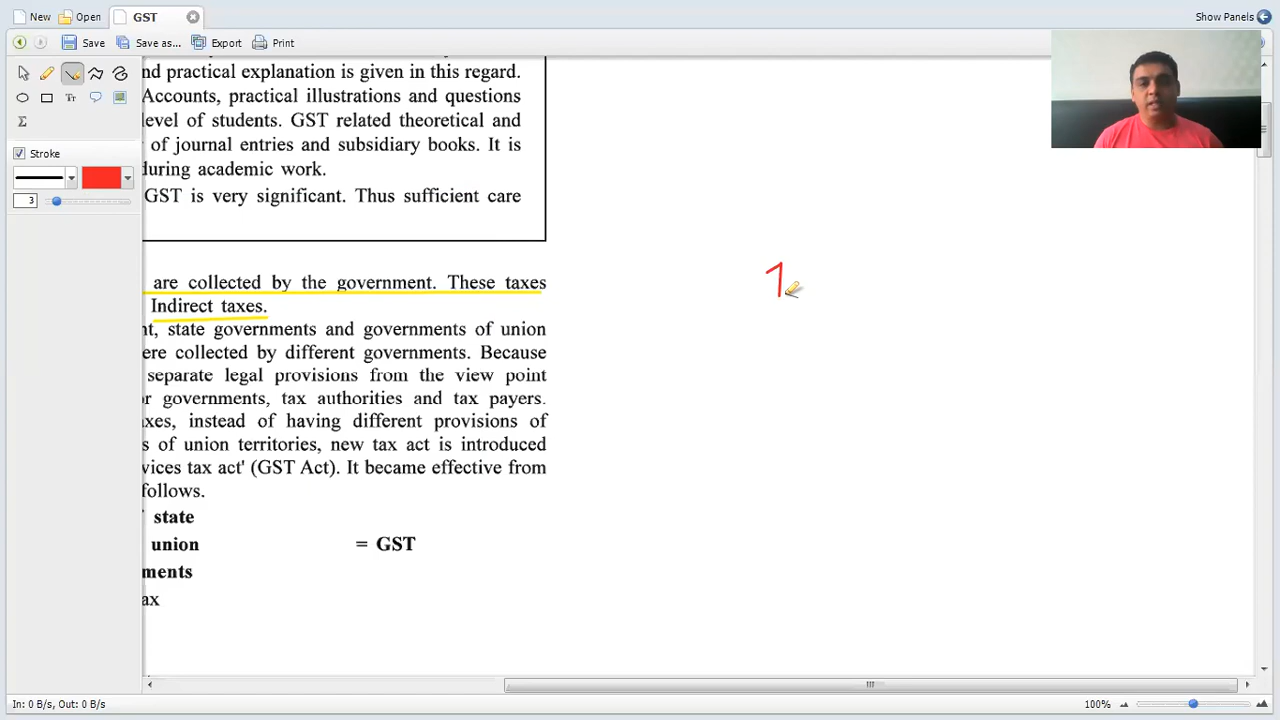 New Open GST Show Panels
Save Save as... Export Print
nd practical explanation is given in this regard.
Accounts, practical illustrations and questions
level of students. GST related theoretical and
of journal entries and subsidiary books. It is
during academic work.
Stroke
GST is very significant. Thus sufficient care
3
1
are collected by the government. These taxes
Indirect taxes.
nt, state governments and governments of union
ere collected by different governments. Because
separate legal provisions from the view point
or governments, tax authorities and tax payers.
axes, instead of having different provisions of
s of union territories, new tax act is introduced
vices tax act' (GST Act). It became effective from
follows.
state
union = GST
ments
ax
In: 0 B/s, Out: 0 B/s 100%